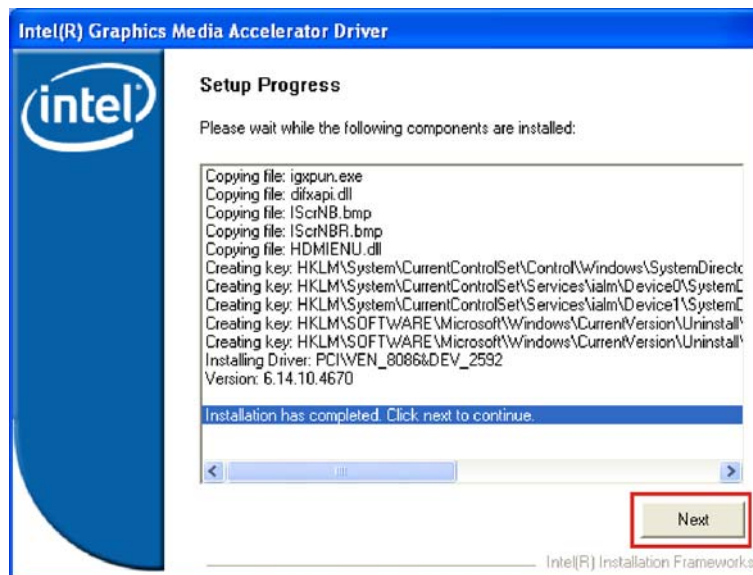 Intel(R) Graphics Media Accelerator Driver
intel
Setup Progress
Please wait while the following components are installed:
Copying file: igxpun.exe
Copying file: difxapi.dll
Copying file: IScrNB.bmp
Copying file: IScrNBR.bmp
Copying file: HDMIENU.dll
Creating key: HKLM\System\CurrentControlSet\Control\Windows\SystemDirecto
Creating key: HKLM\System\CurrentControlSet\Services\ialm\Device0\SystemD
Creating key: HKLM\System\CurrentControlSet\Services\ialm\Device1\SystemD
Creating key: HKLM\SOFTWARE\Microsoft\Windows\CurrentVersion\Uninstall\
Creating key: HKLM\SOFTWARE\Microsoft\Windows\CurrentVersion\Uninstall\
Installing Driver: PCI\VEN_8086&DEV_2592
Version: 6.14.10.4670
Installation has completed. Click next to continue.
Next
Intel(R) Installation Frameworks